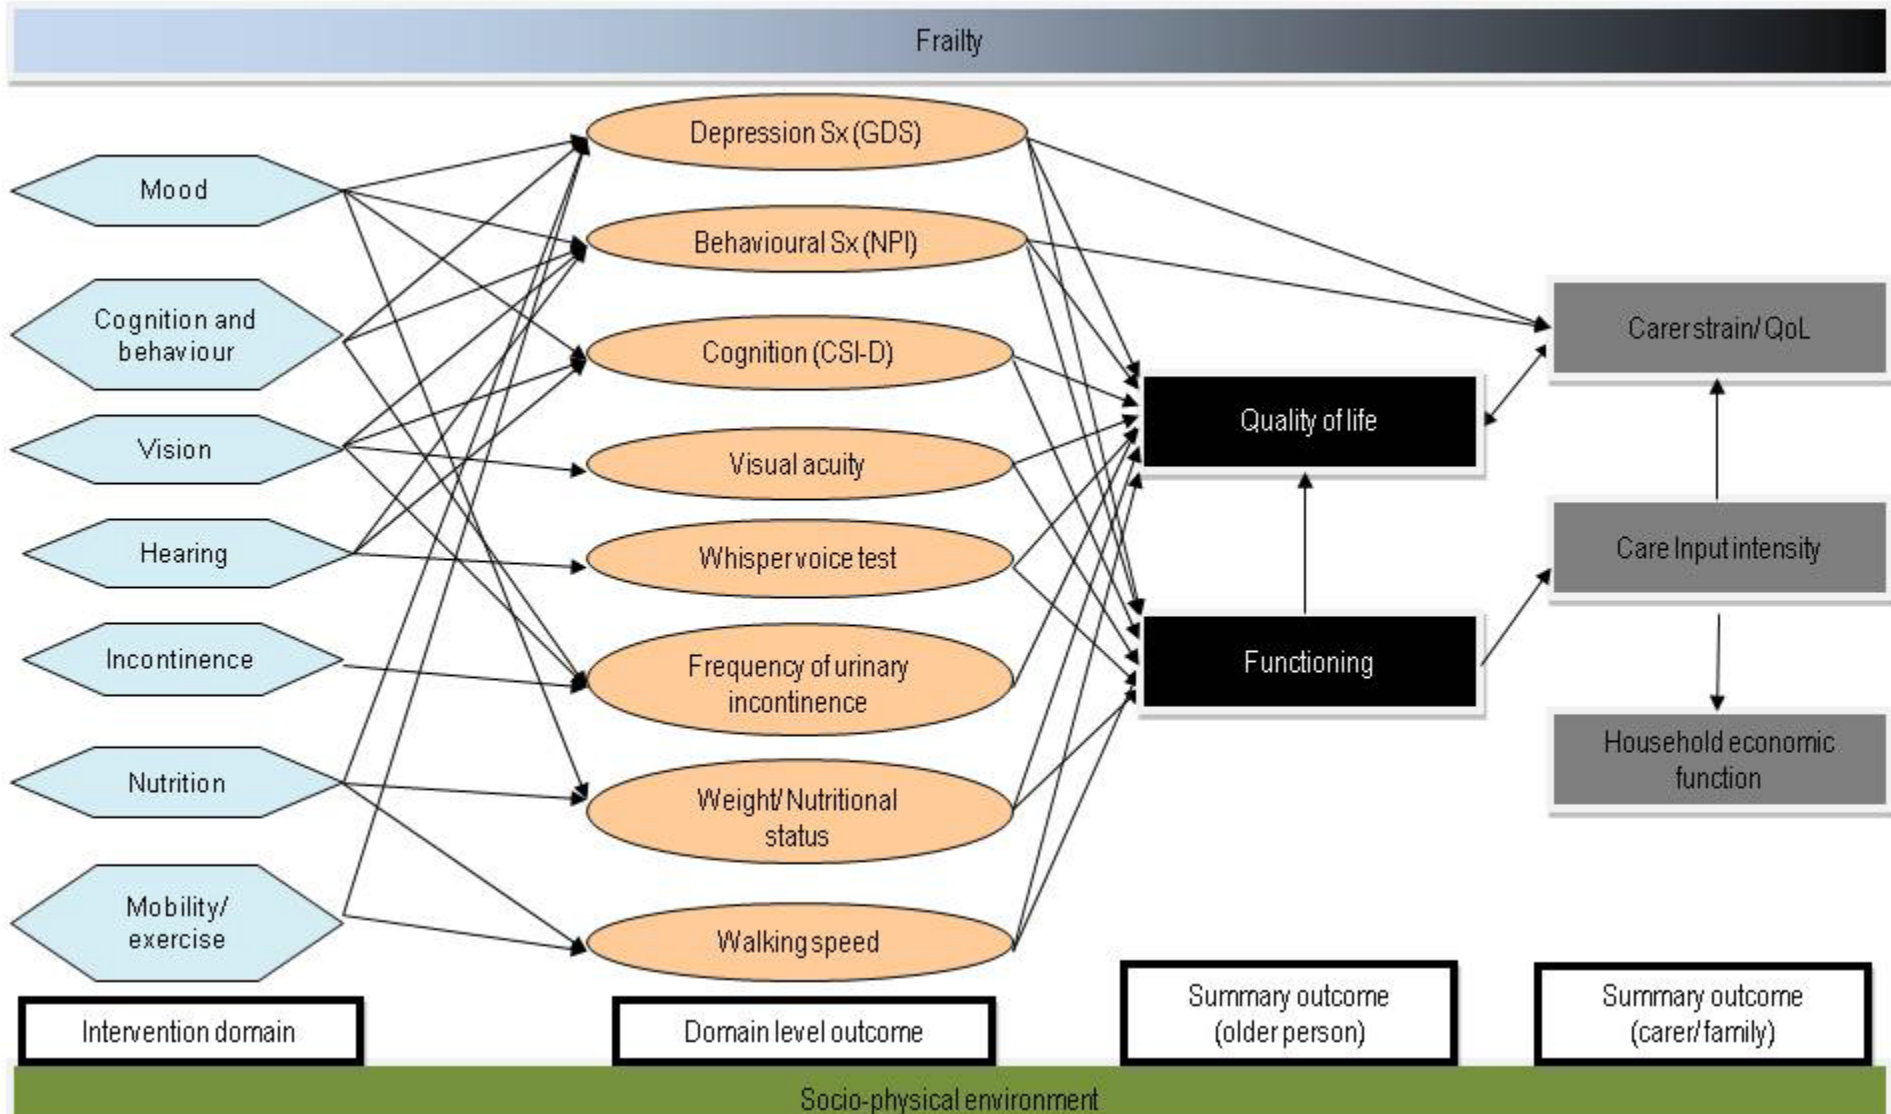 Frailty
Mood
Cognition and
behaviour
Vision
Hearing
Incontinence
Nutrition
Mobility/
exercise
Intervention domain
Depression Sx (GDS)
Behavioural Sx (NPI)
Cognition (CSI-D)
Visual acuity
Whisper voice test
Frequency of urinary
incontinence
Weight/ Nutritional
status
Walking speed
Domain level outcome
Quality of life
Functioning
Summary outcome
(older person)
Carer strain/ QoL
Care Input intensity
Household economic
function
Summary outcome
(carer/ family)
Socio-physical environment